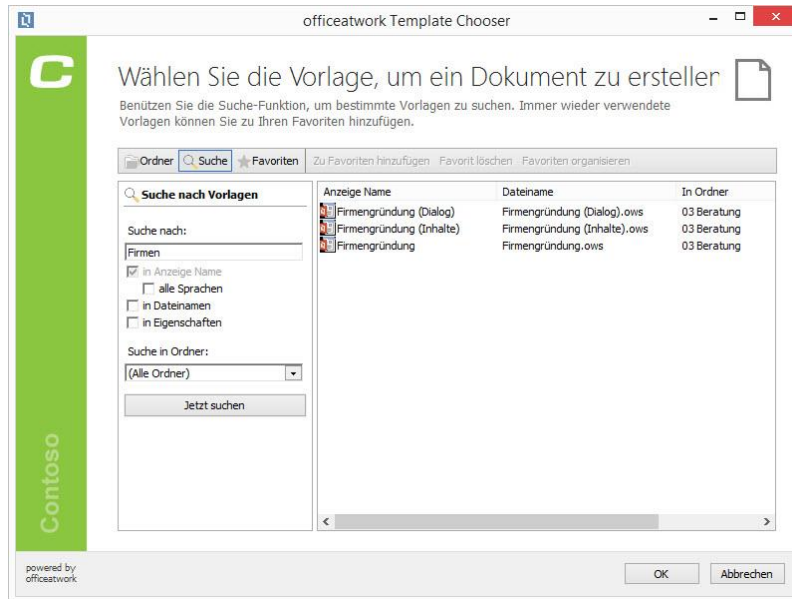 officeatwork Template Chooser
C
Wählen Sie die Vorlage, um ein Dokument zu erstellen
Benützen Sie die Suche-Funktion, um bestimmte Vorlagen zu suchen. Immer wieder verwendete
Vorlagen können Sie zu Ihren Favoriten hinzufügen.
Ordner Suche Favoriten Zu Favoriten hinzufügen Favorit löschen Favoriten organisieren
Suche nach Vorlagen
Suche nach:
Firmen
in Anzeige Name
alle Sprachen
in Dateinamen
in Eigenschaften
Suche in Ordner:
(Alle Ordner)
Jetzt suchen
Anzeige Name Dateiname In Ordner
Firmengründung (Dialog) Firmengründung (Dialog).ows 03 Beratung
Firmengründung (Inhalte) Firmengründung (Inhalte).ows 03 Beratung
Firmengründung Firmengründung.ows 03 Beratung
Contoso
powered by
officeatwork
OK Abbrechen